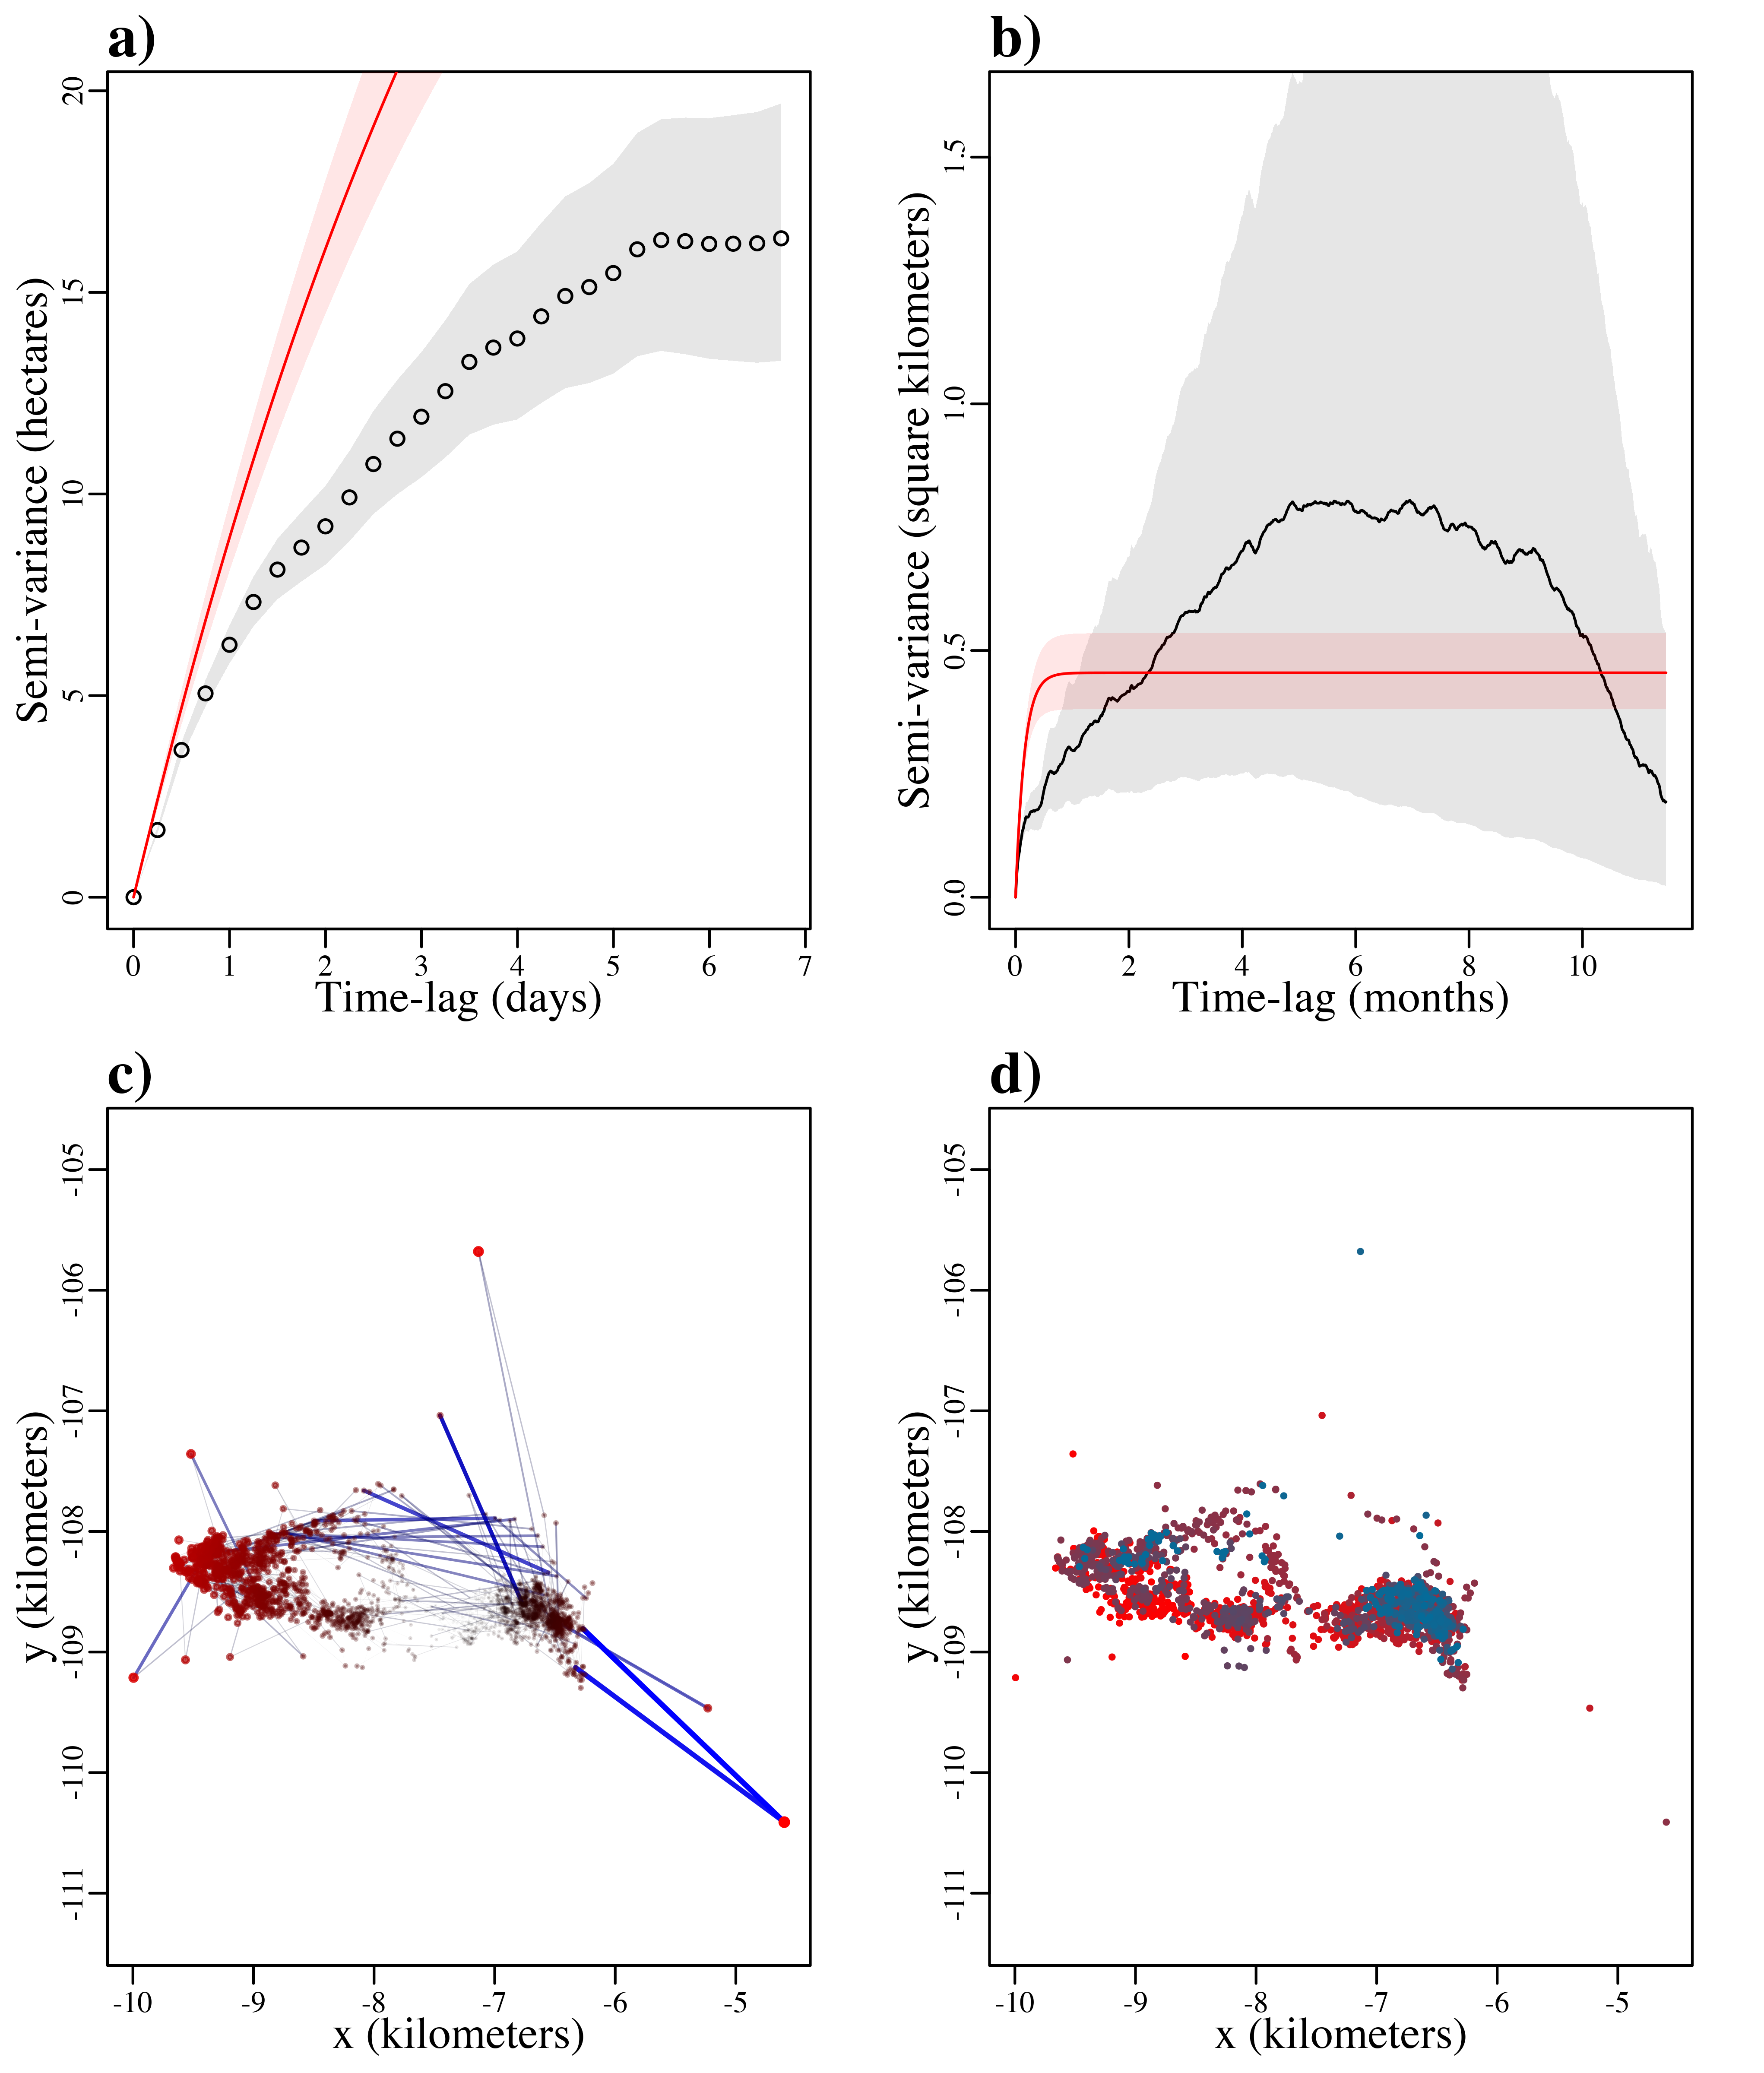 a)
Semi-variance (hectares)
20
15
10
5
0
0 1 2 3 4 5 6 7
Time-lag (days)
b)
Semi-variance (square kilometers)
1.5
1.0
0.5
0.0
0 2 4 6 8 10
Time-lag (months)
c)
y (kilometers)
-105
-106
-107
-108
-109
-110
-111
-10 -9 -8 -7 -6 -5
x (kilometers)
d)
y (kilometers)
-105
-106
-107
-108
-109
-110
-111
-10 -9 -8 -7 -6 -5
x (kilometers)